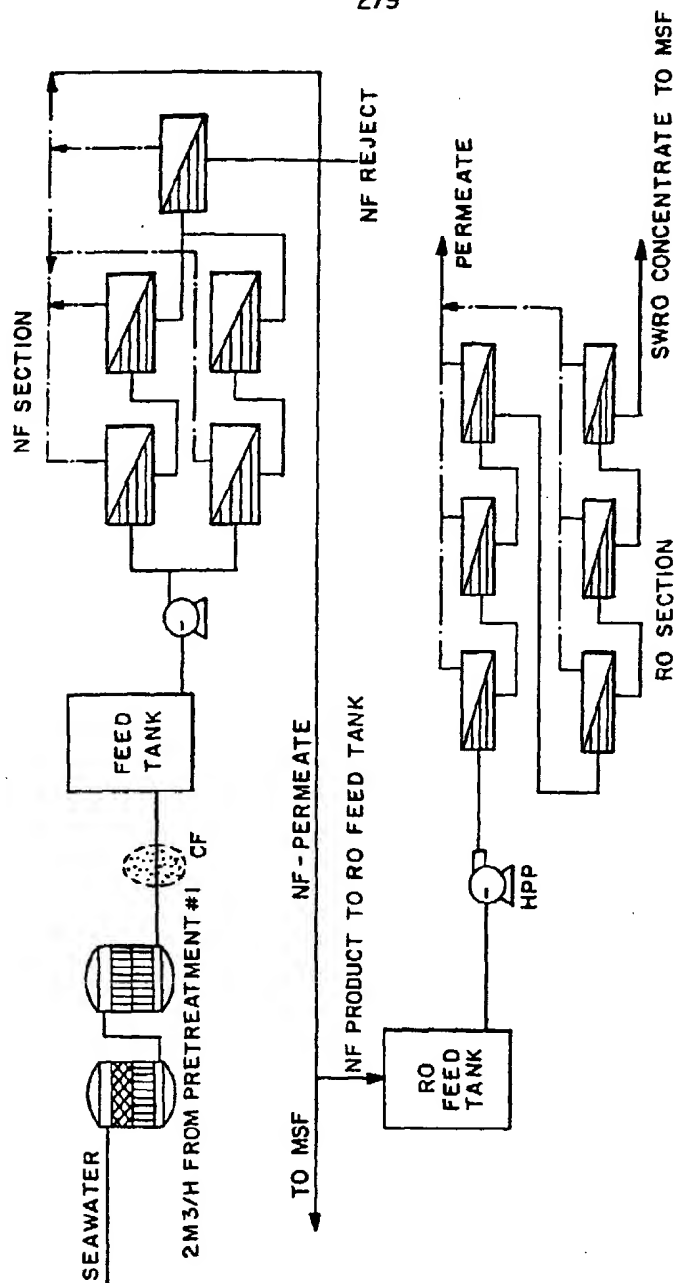 279
SEAWATER
2M3/H FROM PRETREATMENT #1
CF
FEED
TANK
NF SECTION
NF REJECT
TO MSF
NF-PERMEATE
NF PRODUCT TO RO FEED TANK
RO
FEED
TANK
HPP
PERMEATE
RO SECTION
SWRO CONCENTRATE TO MSF